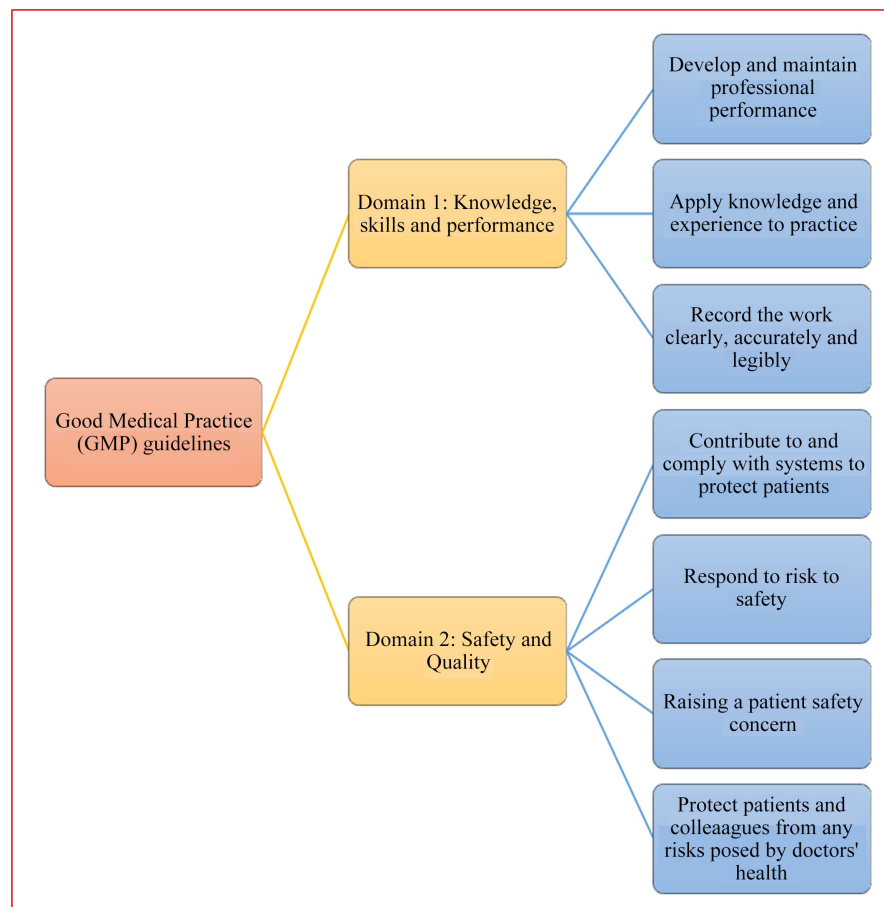 Good Medical Practice
(GMP) guidelines
Domain 1: Knowledge,
skills and performance
Develop and maintain
professional
performance
Apply knowledge and
experience to practice
Record the work
clearly, accurately and
legibly
Domain 2: Safety and
Quality
Contribute to and
comply with systems to
protect patients
Respond to risk to
safety
Raising a patient safety
concern
Protect patients and
colleaagues from any
risks posed by doctors'
health